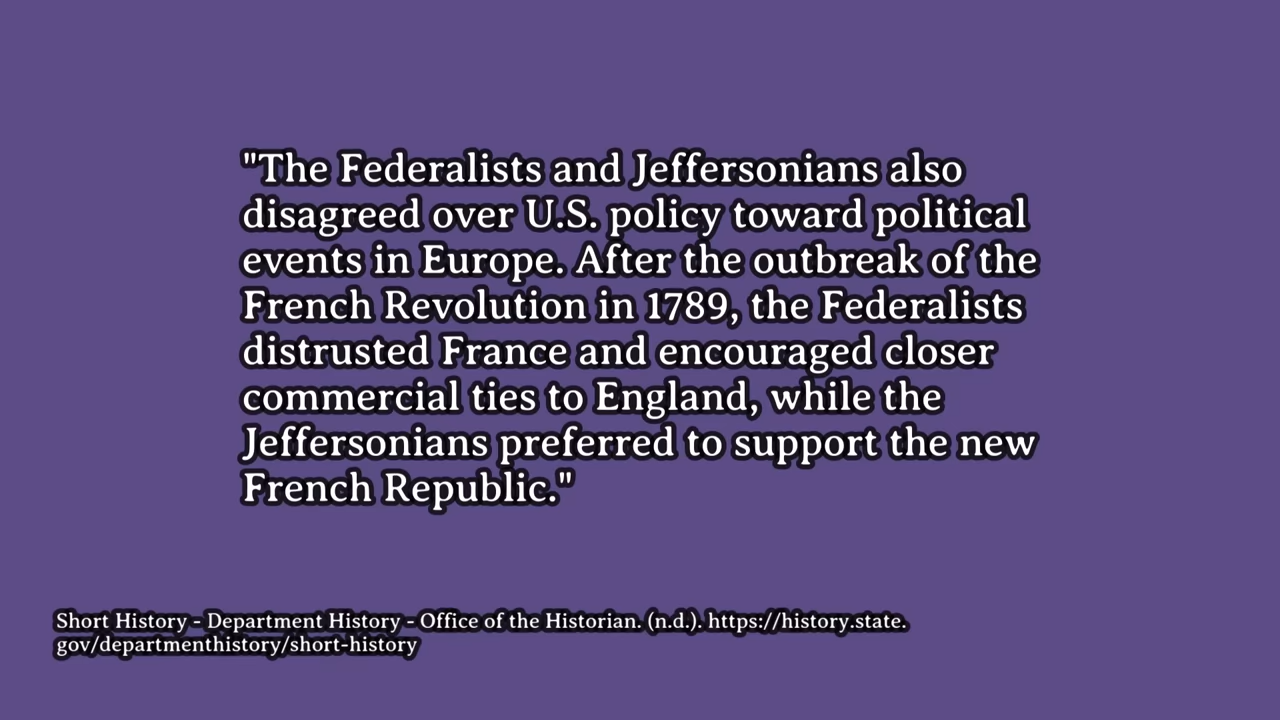 "The Federalists and Jeffersonians also
disagreed over U.S. policy toward political
events in Europe. After the outbreak of the
French Revolution in 1789, the Federalists
distrusted France and encouraged closer
commercial ties to England, while the
Jeffersonians preferred to support the new
French Republic."
Short History - Department History - Office of the Historian. (n.d.). https://history.state.
gov/departmenthistory/short-history